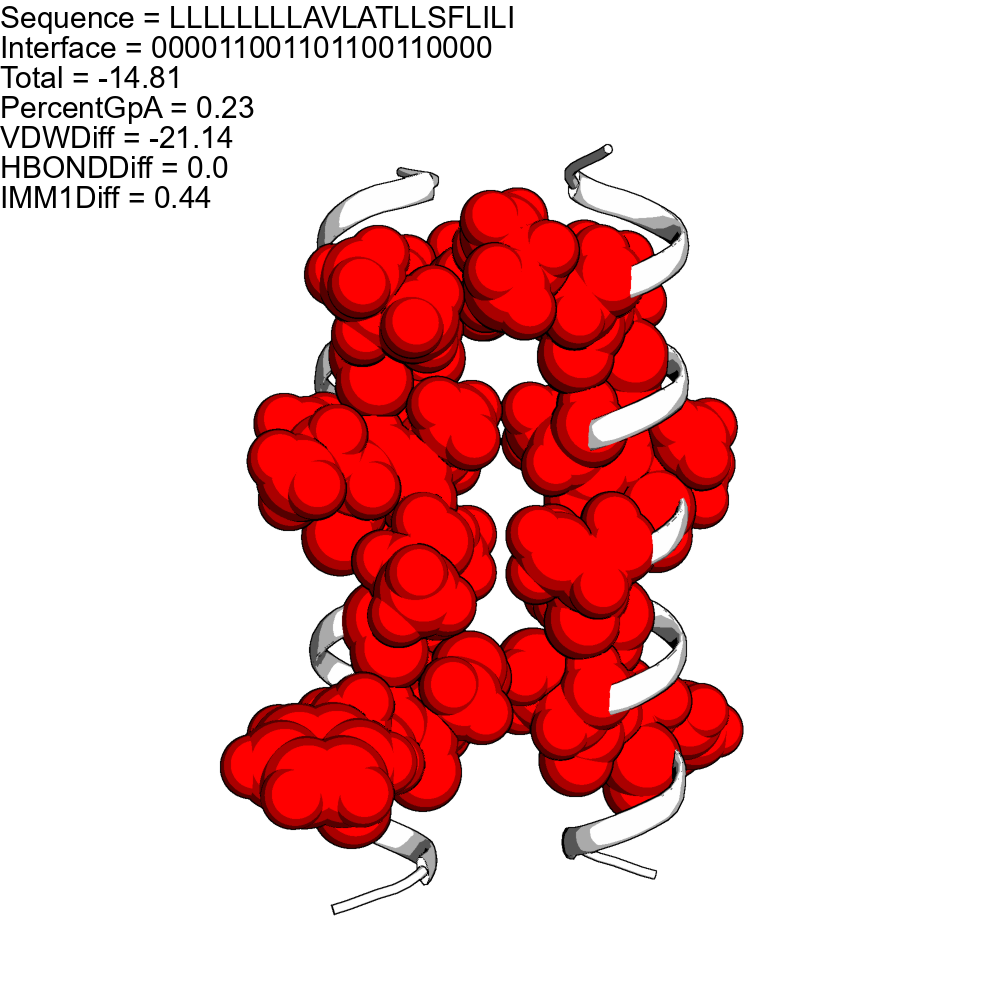 Sequence = LLLLLLLLAVLATLLSFLILI
Interface = 000011001101100110000
Total = -14.81
PercentGpA = 0.23
VDWDiff = -21.14
HBONDDiff = 0.0
IMM1Diff = 0.44